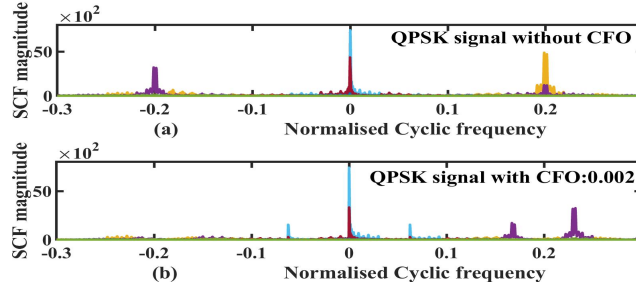 ×10²
SCF magnitude
QPSK signal without CFO
50
0
-0.3 -0.2 -0.1 0 0.1 0.2
(a) Normalised Cyclic frequency
×10²
SCF magnitude
QPSK signal with CFO:0.002
50
0
-0.3 -0.2 -0.1 0 0.1 0.2
(b) Normalised Cyclic frequency